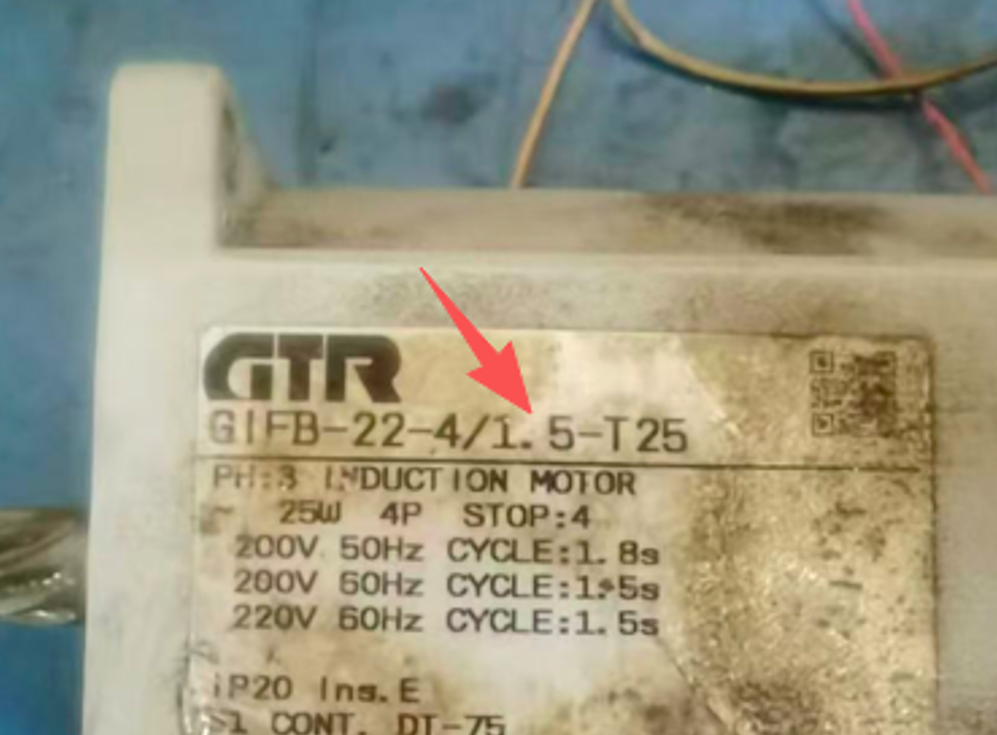 GTR
GIFB-22-4/1.5-T25
PH:3 INDUCTION MOTOR
25W 4P STOP:4
200V 50Hz CYCLE:1.8s
200V 60Hz CYCLE:1.5s
220V 60Hz CYCLE:1.5s
IP20 Ins.E
S1 CONT. DT-75